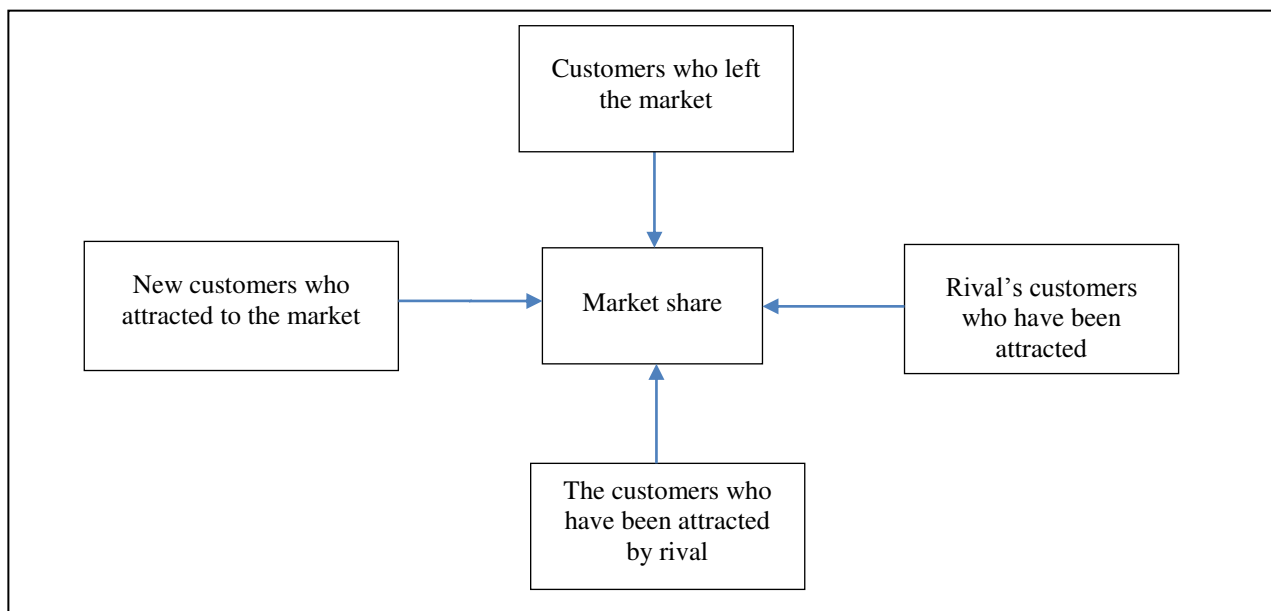 Customers who left
the market
New customers who
attracted to the market
Market share
Rival’s customers
who have been
attracted
The customers who
have been attracted
by rival